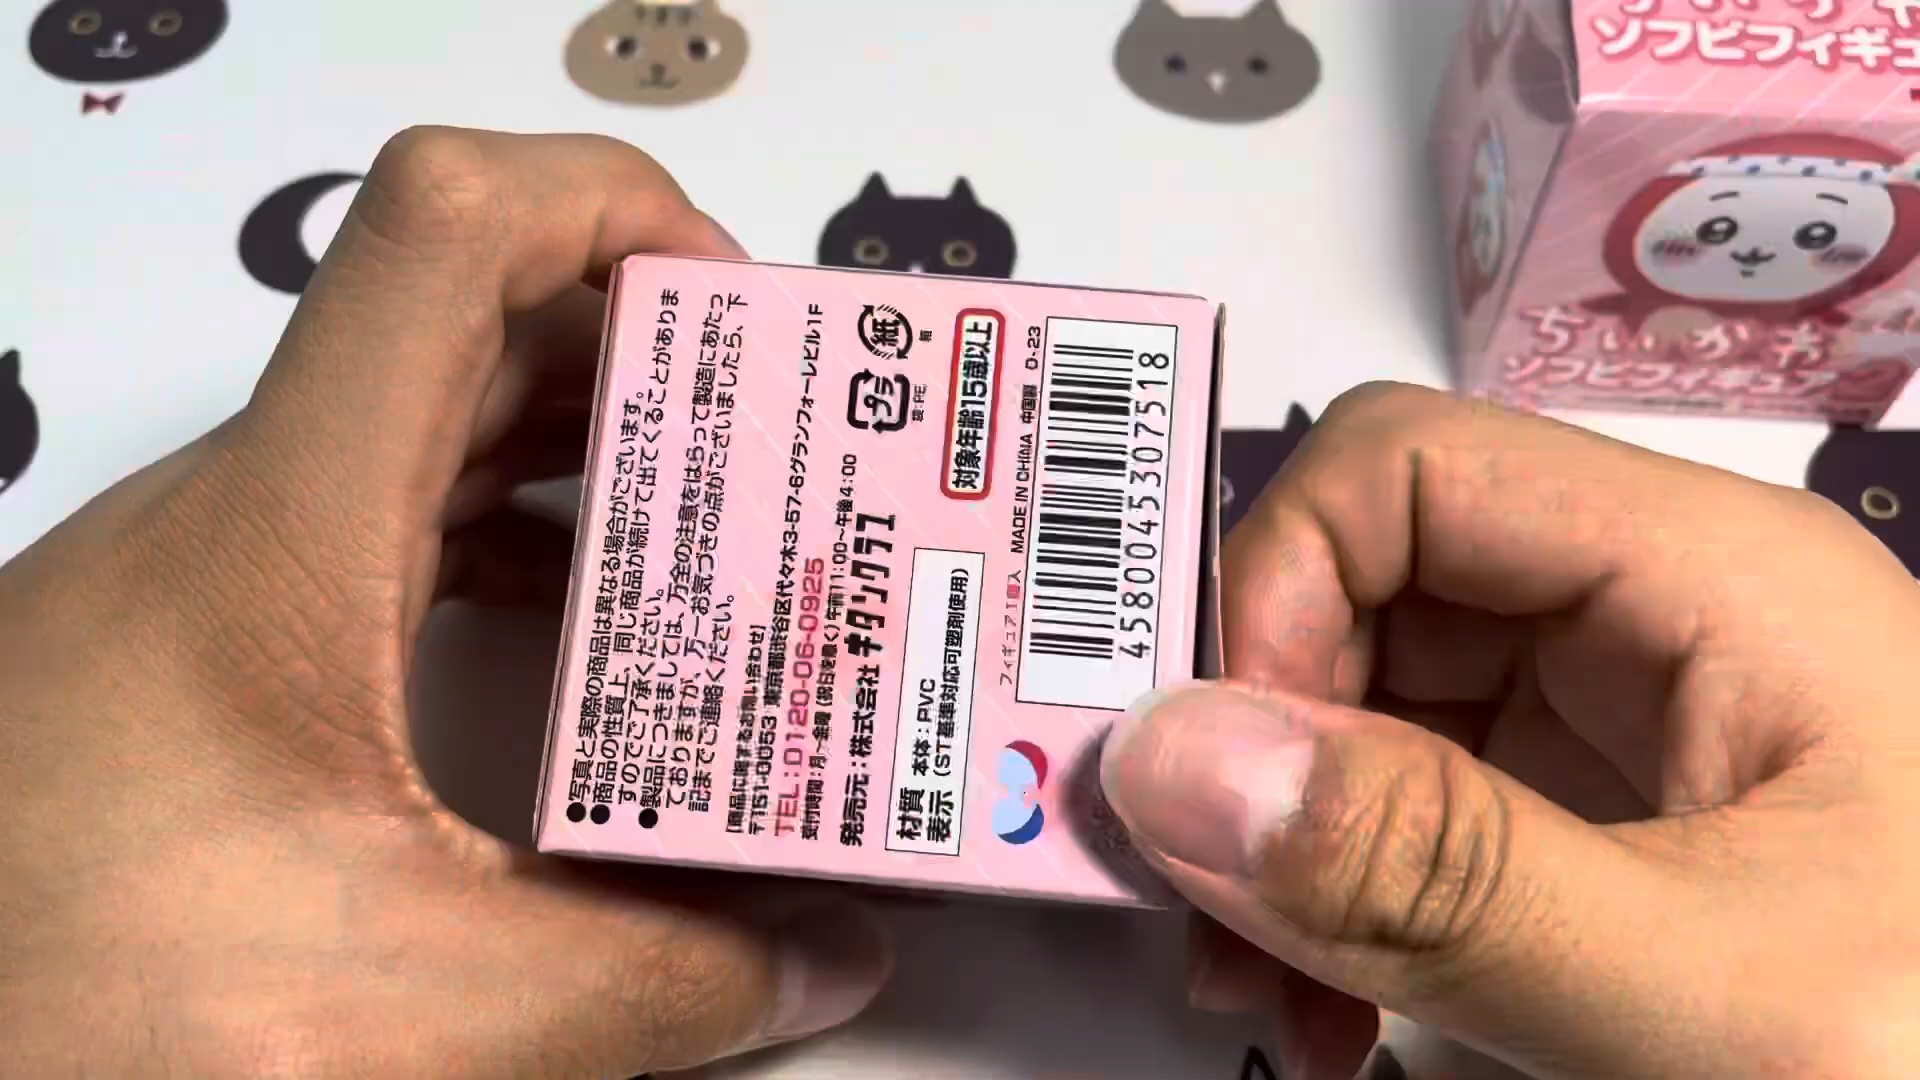 ●写真と実際の商品は異なる場合がございます。
●商品の性質上、同じ商品が続けて出てくることがありま
すのでご了承ください。
●製品につきましては、万全の注意をはらって製造にあたっ
ておりますが、万一お気づきの点がございましたら、下
記までご連絡ください。
[商品に関するお問い合わせ]
〒151-0053 東京都渋谷区代々木3-57-6グランフォーレビル1F
TEL:0120-06-0925
受付時間:月~金曜(祝日を除く)午前11:00~午後4:00
発売元:株式会社 キタンクラブ
プラ
袋:PE
紙
箱
材質 本体:PVC
表示 (ST基準対応可塑剤使用)
対象年齢15歳以上
フィギュア1個入 MADE IN CHINA 中国製 D-23
4580045307518
ソフビフィギュ
ちいかわ
ソフビフィギュア